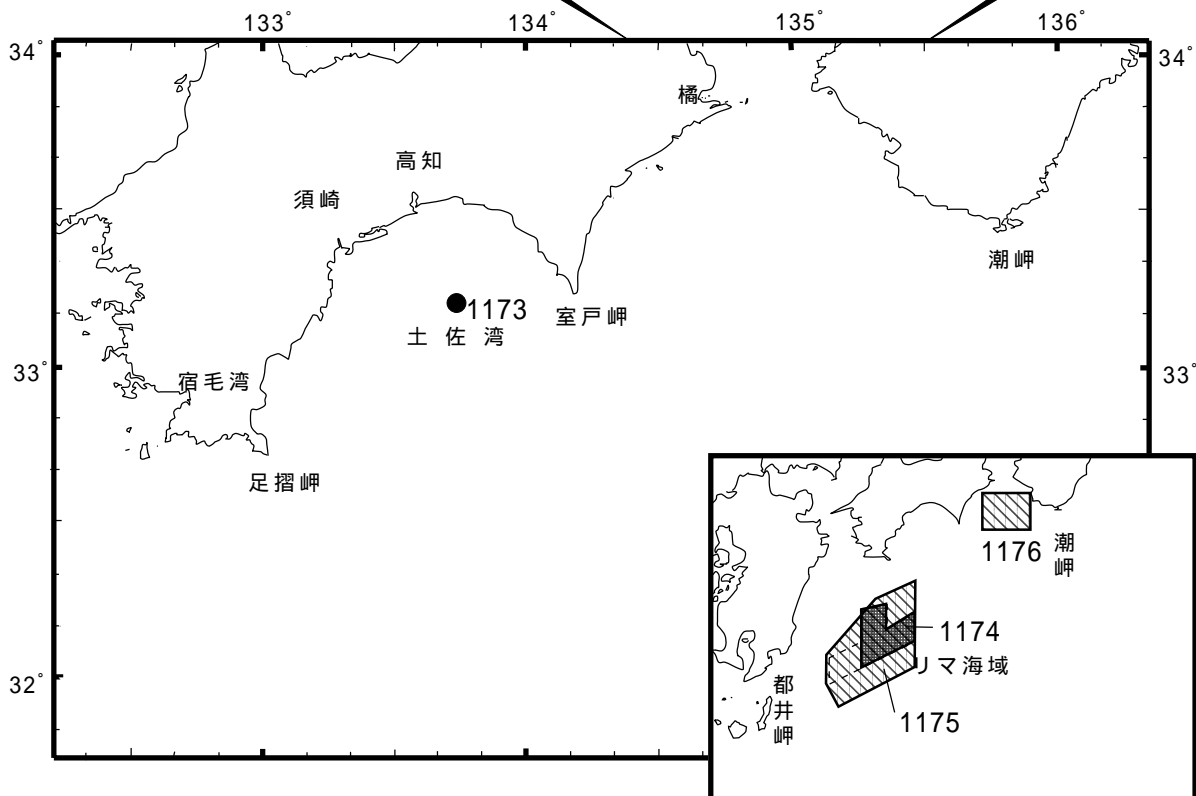 133°
134°
135°
136°
34°
34°
橘
高知
須崎
潮岬
1173
室戸岬
土佐湾
33°
33°
宿毛湾
足摺岬
1176
潮岬
1174
リマ海域
32°
都井岬
1175